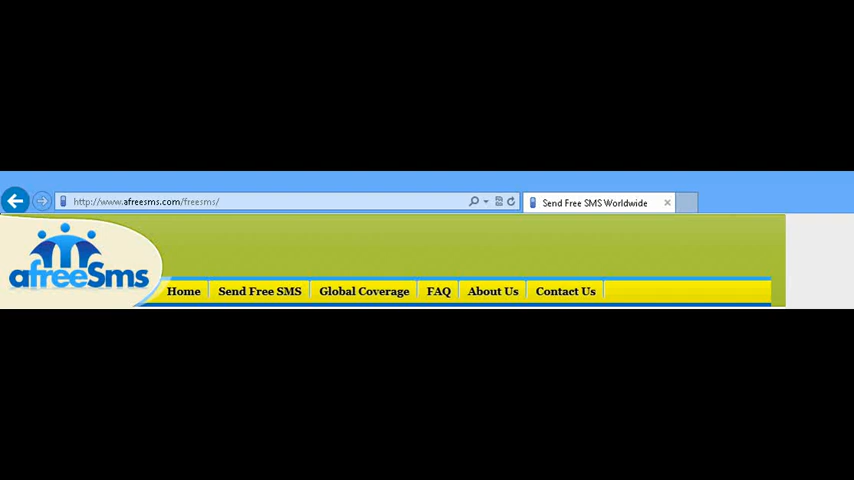 http://www.afreesms.com/freesms/
Send Free SMS Worldwide
afreeSms
Home Send Free SMS Global Coverage FAQ About Us Contact Us